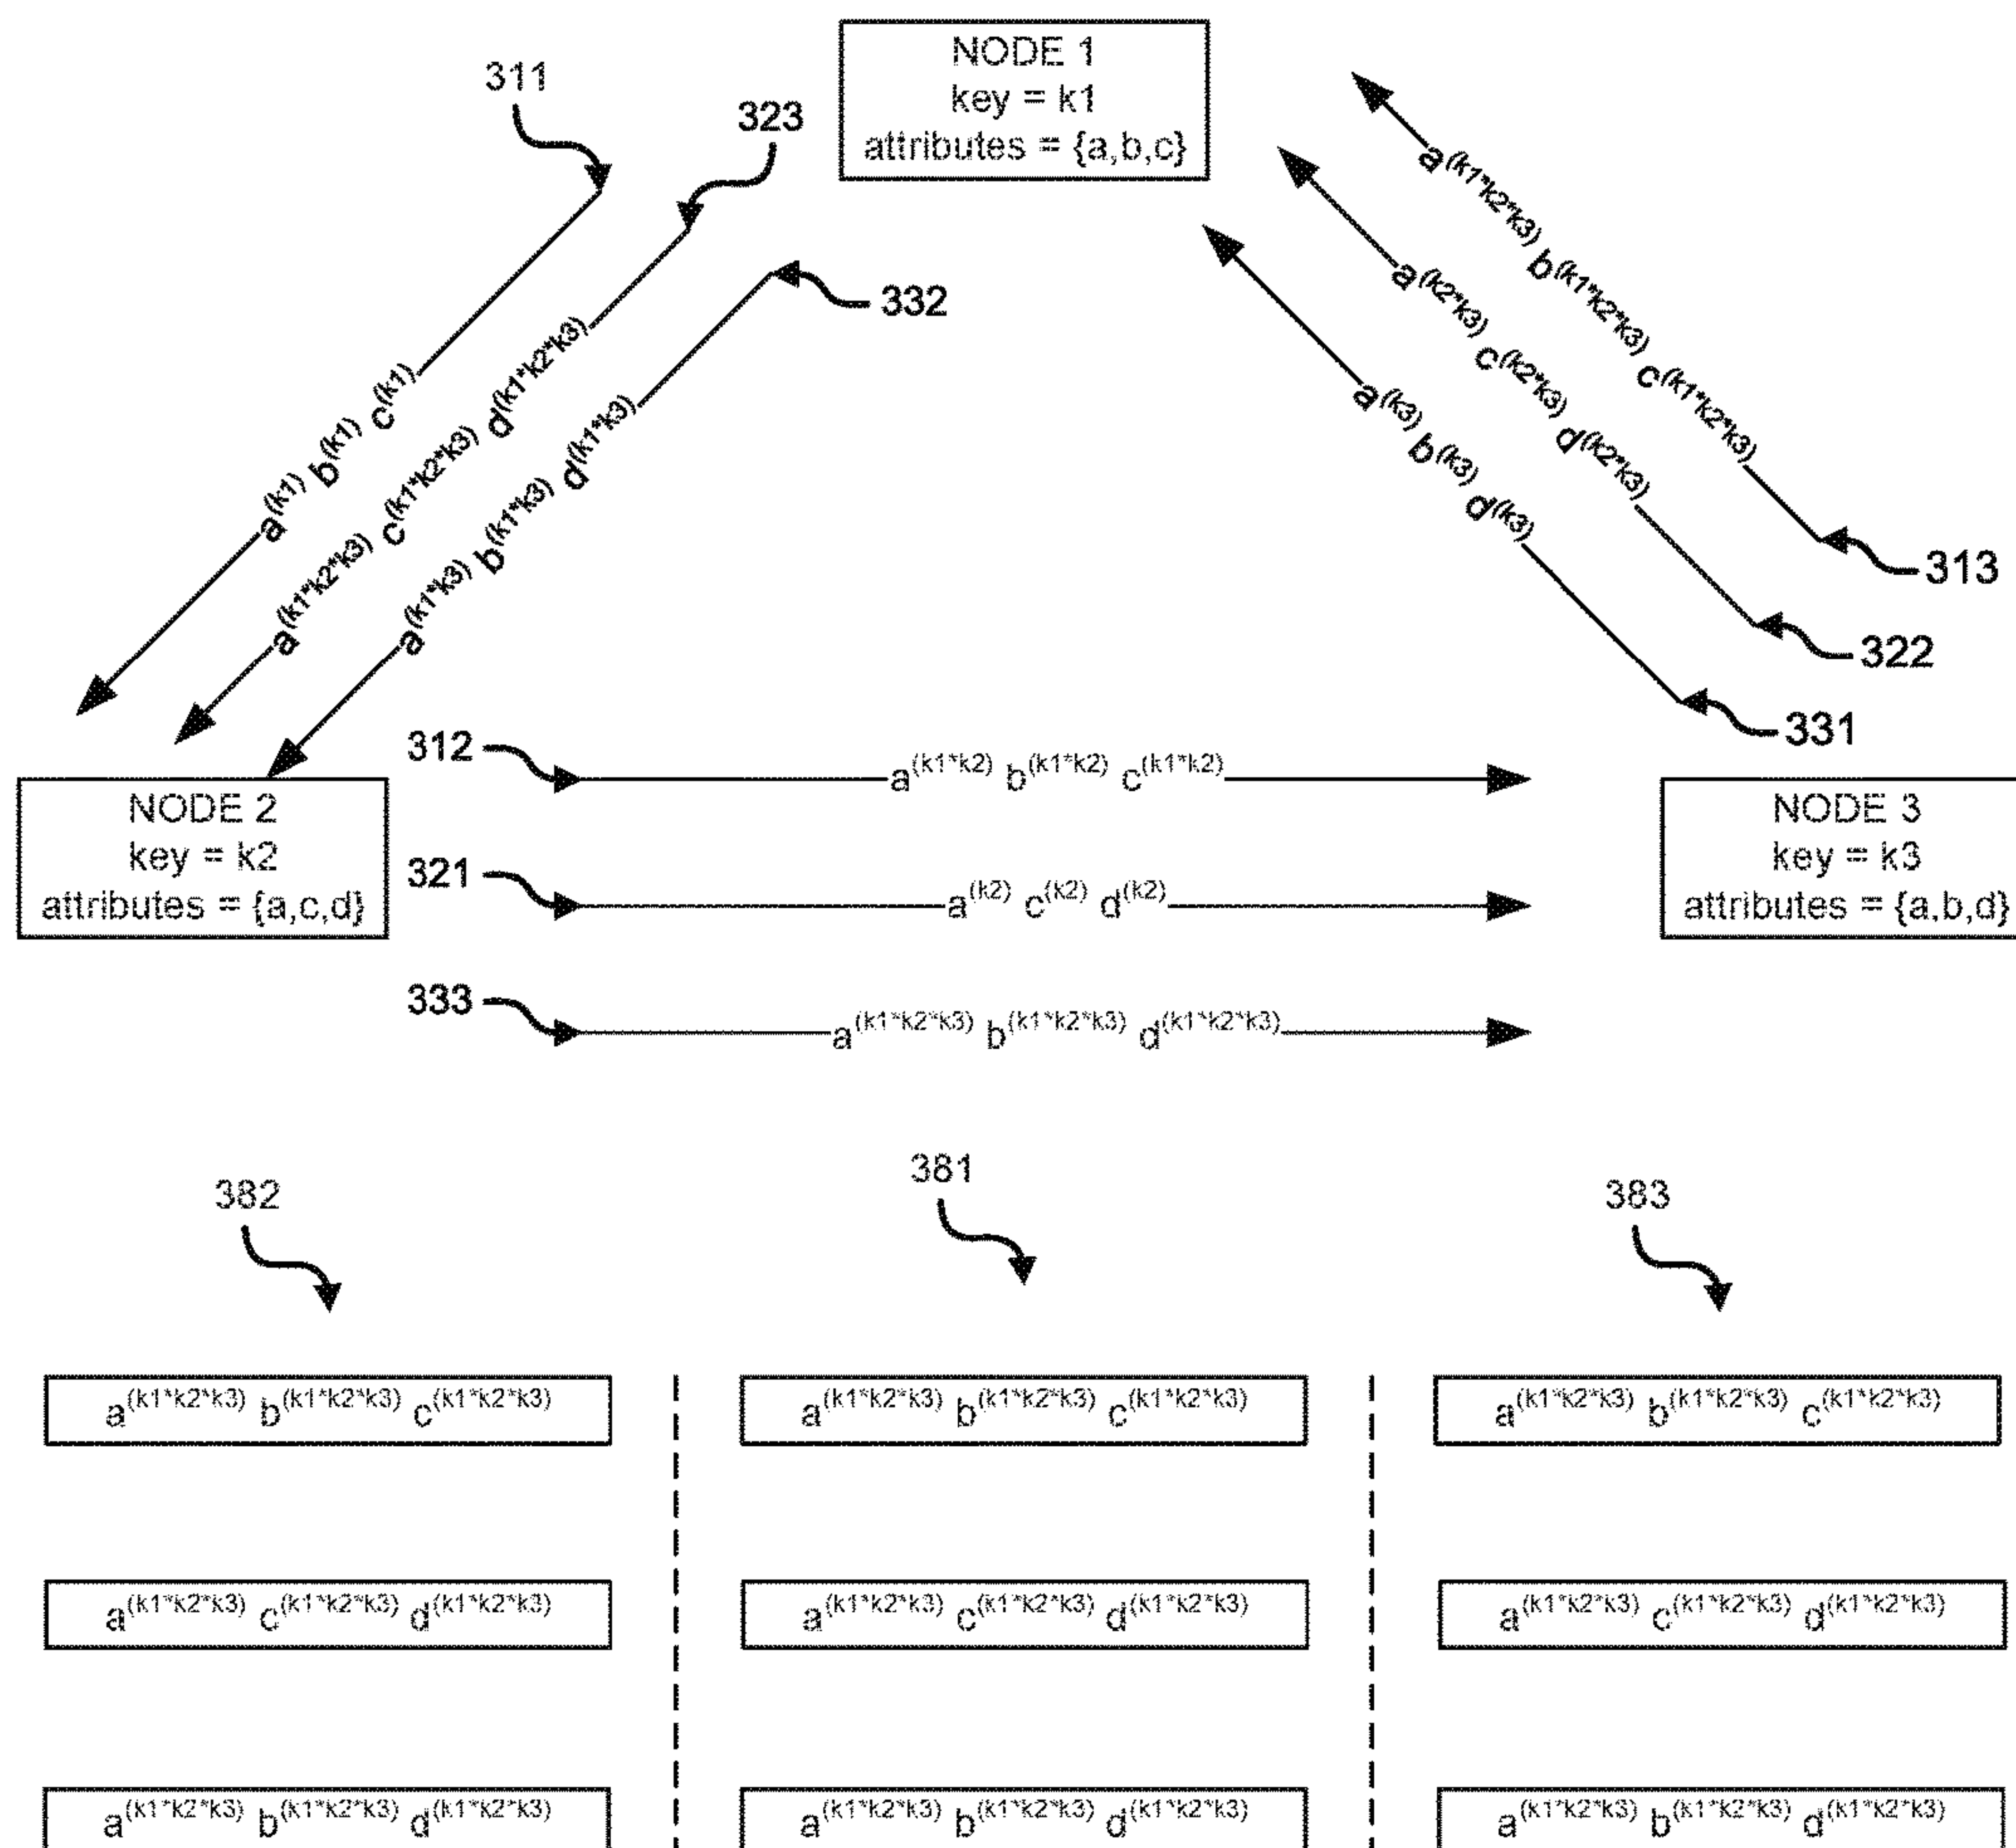 NODE 1
key = k1
attributes = {a,b,c}
311
323
332
a^(k1) b^(k1) c^(k1)
a^(k1*k2*k3) c^(k1*k2*k3) d^(k1*k2*k3)
a^(k1*k3) b^(k1*k3) d^(k1*k3)
a^(k1*k2*k3) b^(k1*k2*k3) c^(k1*k2*k3)
a^(k2*k3) c^(k2*k3) d^(k2*k3)
a^(k3) b^(k3) d^(k3)
313
322
331
NODE 2
key = k2
attributes = {a,c,d}
312
a^(k1*k2) b^(k1*k2) c^(k1*k2)
321
a^(k2) c^(k2) d^(k2)
333
a^(k1*k2*k3) b^(k1*k2*k3) d^(k1*k2*k3)
NODE 3
key = k3
attributes = {a,b,d}
382
381
383
a^(k1*k2*k3) b^(k1*k2*k3) c^(k1*k2*k3)
a^(k1*k2*k3) b^(k1*k2*k3) c^(k1*k2*k3)
a^(k1*k2*k3) b^(k1*k2*k3) c^(k1*k2*k3)
a^(k1*k2*k3) c^(k1*k2*k3) d^(k1*k2*k3)
a^(k1*k2*k3) c^(k1*k2*k3) d^(k1*k2*k3)
a^(k1*k2*k3) c^(k1*k2*k3) d^(k1*k2*k3)
a^(k1*k2*k3) b^(k1*k2*k3) d^(k1*k2*k3)
a^(k1*k2*k3) b^(k1*k2*k3) d^(k1*k2*k3)
a^(k1*k2*k3) b^(k1*k2*k3) d^(k1*k2*k3)